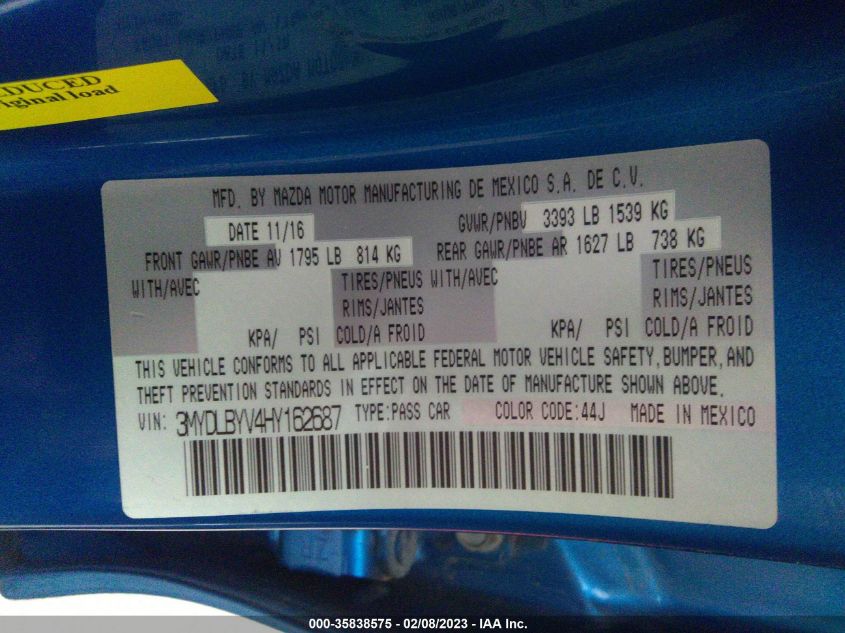 DUCED
iginal load
MFD. BY MAZDA MOTOR MANUFACTURING DE MEXICO S.A. DE C.V.
DATE 11/16 GVWR/PNBV 3393 LB 1539 KG
FRONT GAWR/PNBE AV 1795 LB 814 KG REAR GAWR/PNBE AR 1627 LB 738 KG
WITH/AVEC TIRES/PNEUS WITH/AVEC TIRES/PNEUS
RIMS/JANTES RIMS/JANTES
KPA/ PSI COLD/A FROID KPA/ PSI COLD/A FROID
THIS VEHICLE CONFORMS TO ALL APPLICABLE FEDERAL MOTOR VEHICLE SAFETY,BUMPER,AND
THEFT PREVENTION STANDARDS IN EFFECT ON THE DATE OF MANUFACTURE SHOWN ABOVE.
VIN: 3MYDLBYV4HY162687 TYPE:PASS CAR COLOR CODE:44J MADE IN MEXICO
000-35838575 - 02/08/2023 - IAA Inc.